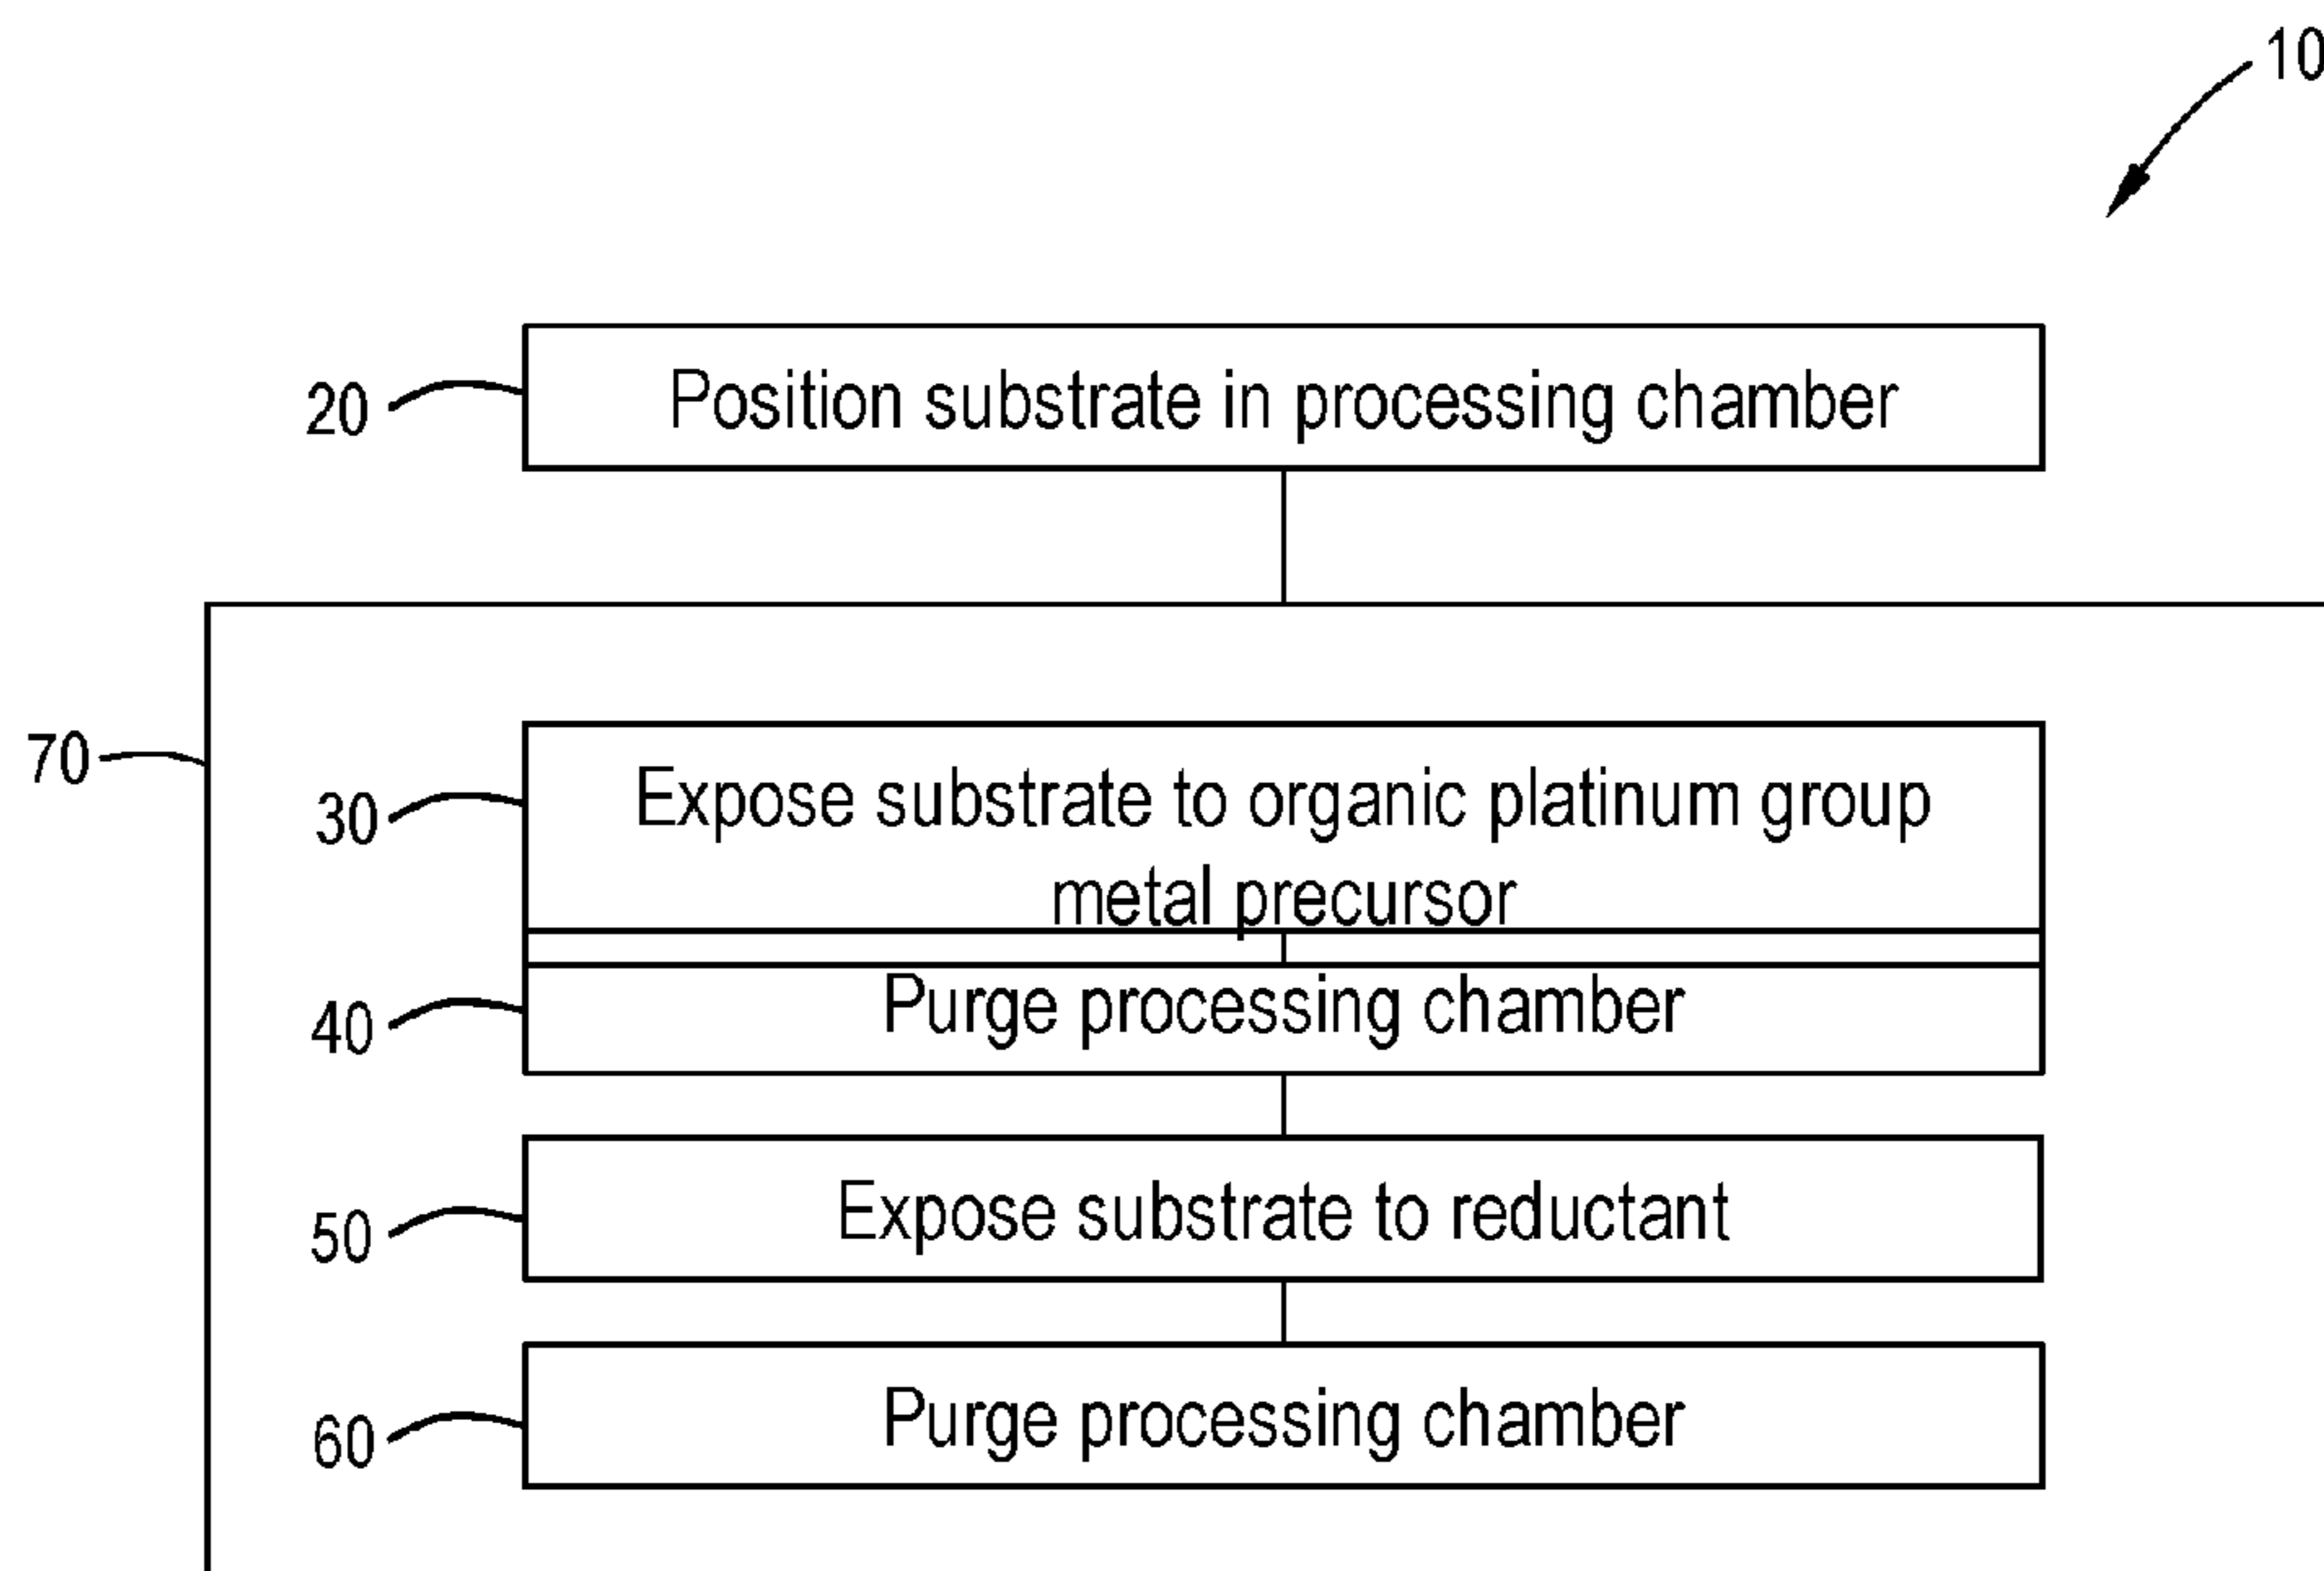 10
20 Position substrate in processing chamber
70
30 Expose substrate to organic platinum group
metal precursor
40 Purge processing chamber
50 Expose substrate to reductant
60 Purge processing chamber